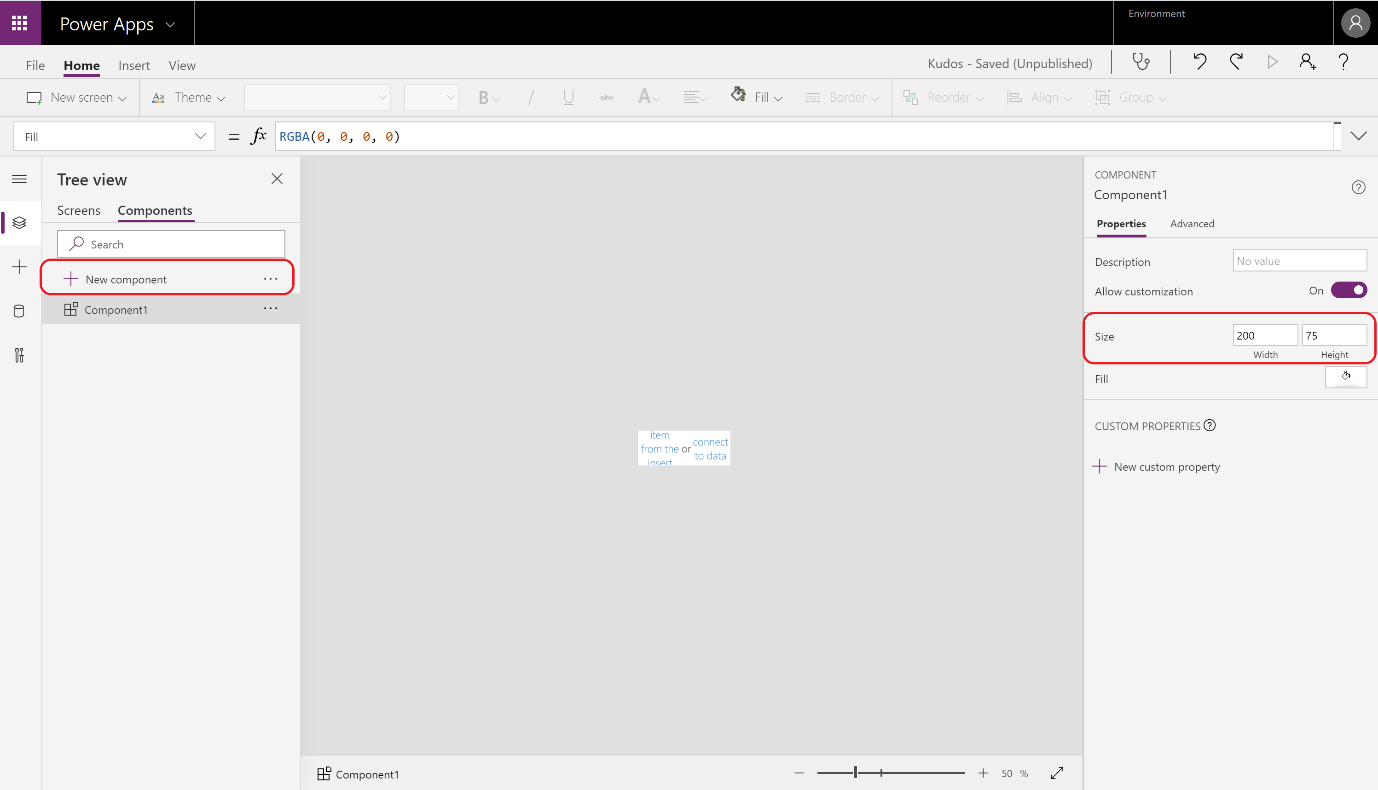 Power Apps
Environment
File Home Insert View
Kudos - Saved (Unpublished)
New screen Aa Theme B / U abc A Fill Border Reorder Align Group
Fill = fx RGBA(0, 0, 0, 0)
Tree view
Screens Components
Search
New component ...
Component1 ...
item
from the
insert
or
connect
to data
COMPONENT
Component1
Properties Advanced
Description No value
Allow customization On
Size 200 75
Width Height
Fill
CUSTOM PROPERTIES
New custom property
Component1
50 %